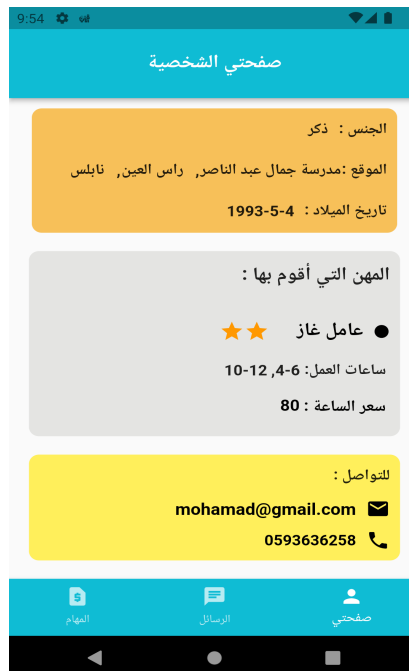 9:54
صفحتي الشخصية
الجنس : ذكر
الموقع :مدرسة جمال عبد الناصر, راس العين, نابلس
تاريخ الميلاد : 1993-5-4
المهن التي أقوم بها :
عامل غاز
ساعات العمل: 4-6, 10-12
سعر الساعة : 80
للتواصل :
mohamad@gmail.com
0593636258
صفحتي
الرسائل
المهام